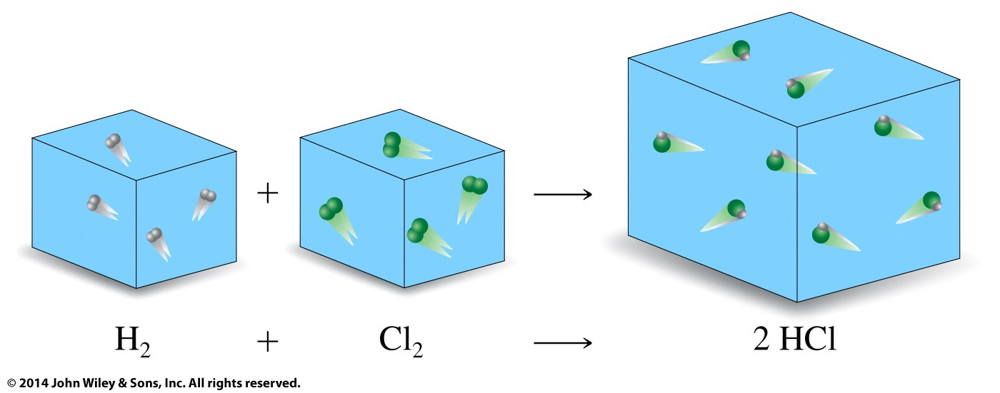 + ⟶
H₂ + Cl₂ ⟶ 2 HCl
© 2014 John Wiley & Sons, Inc. All rights reserved.